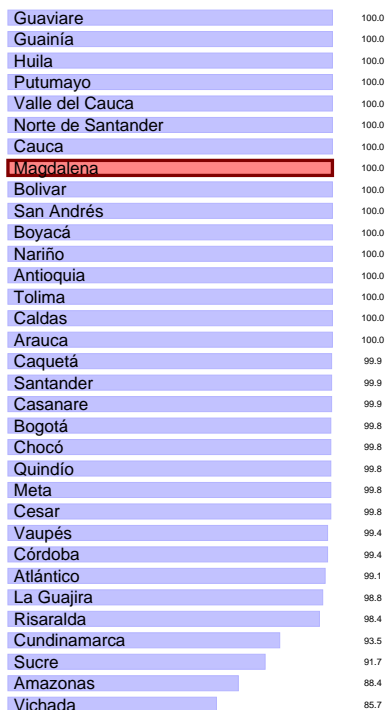 Guaviare 100.0
Guainía 100.0
Huila 100.0
Putumayo 100.0
Valle del Cauca 100.0
Norte de Santander 100.0
Cauca 100.0
Magdalena 100.0
Bolivar 100.0
San Andrés 100.0
Boyacá 100.0
Nariño 100.0
Antioquia 100.0
Tolima 100.0
Caldas 100.0
Arauca 100.0
Caquetá 99.9
Santander 99.9
Casanare 99.9
Bogotá 99.8
Chocó 99.8
Quindío 99.8
Meta 99.8
Cesar 99.8
Vaupés 99.4
Córdoba 99.4
Atlántico 99.1
La Guajira 98.8
Risaralda 98.4
Cundinamarca 93.5
Sucre 91.7
Amazonas 88.4
Vichada 85.7